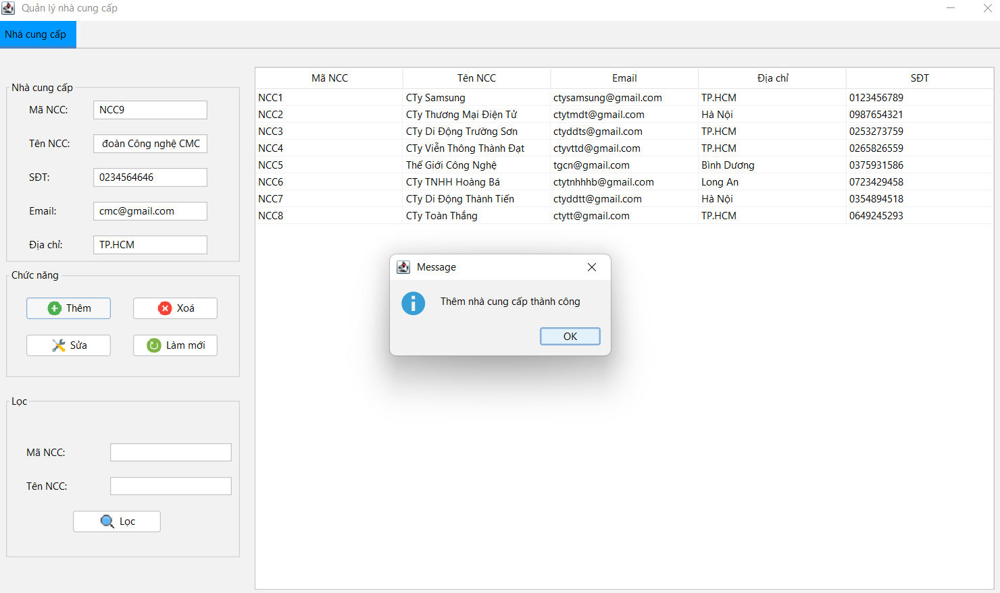 Quản lý nhà cung cấp
Nhà cung cấp
Nhà cung cấp
Mã NCC: NCC9
Tên NCC: đoàn Công nghệ CMC
SĐT: 0234564646
Email: cmc@gmail.com
Địa chỉ: TP.HCM
Chức năng
Thêm Xoá
Sửa Làm mới
Lọc
Mã NCC:
Tên NCC:
Lọc
Mã NCC Tên NCC Email Địa chỉ SĐT
NCC1 CTy Samsung ctysamsung@gmail.com TP.HCM 0123456789
NCC2 CTy Thương Mại Điện Tử ctytmdt@gmail.com Hà Nội 0987654321
NCC3 CTy Di Động Trường Sơn ctyddts@gmail.com TP.HCM 0253273759
NCC4 CTy Viễn Thông Thành Đạt ctyvttd@gmail.com TP.HCM 0265826559
NCC5 Thế Giới Công Nghệ tgcn@gmail.com Bình Dương 0375931586
NCC6 CTy TNHH Hoàng Bá ctytnhhhb@gmail.com Long An 0723429458
NCC7 CTy Di Động Thành Tiến ctyddtt@gmail.com Hà Nội 0354894518
NCC8 CTy Toàn Thắng ctytt@gmail.com TP.HCM 0649245293
Message
Thêm nhà cung cấp thành công
OK